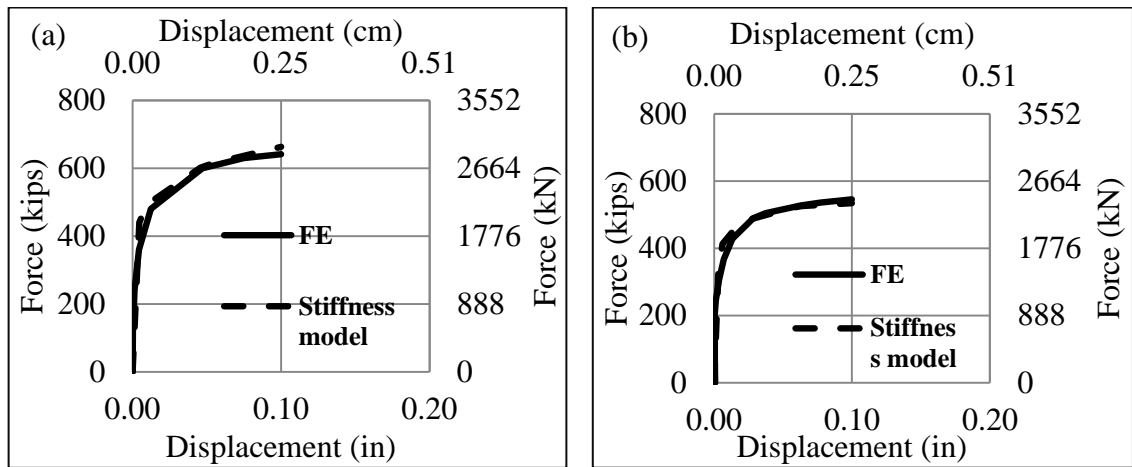 (a)
Displacement (cm)
0.00 0.25 0.51
800 3552
600 2664
400 1776
200 888
0 0
Force (kips)
Force (kN)
FE
Stiffness
model
0.00 0.10 0.20
Displacement (in)
(b)
Displacement (cm)
0.00 0.25 0.51
800 3552
600 2664
400 1776
200 888
0 0
Force (kips)
Force (kN)
FE
Stiffnes
s model
0.00 0.10 0.20
Displacement (in)